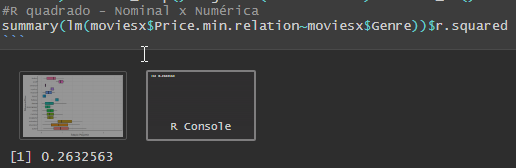 #R quadrado - Nominal x Numérica
summary(lm(moviesx$Price.min.relation~moviesx$Genre))$r.squared
```
R Console
[1] 0.2632563